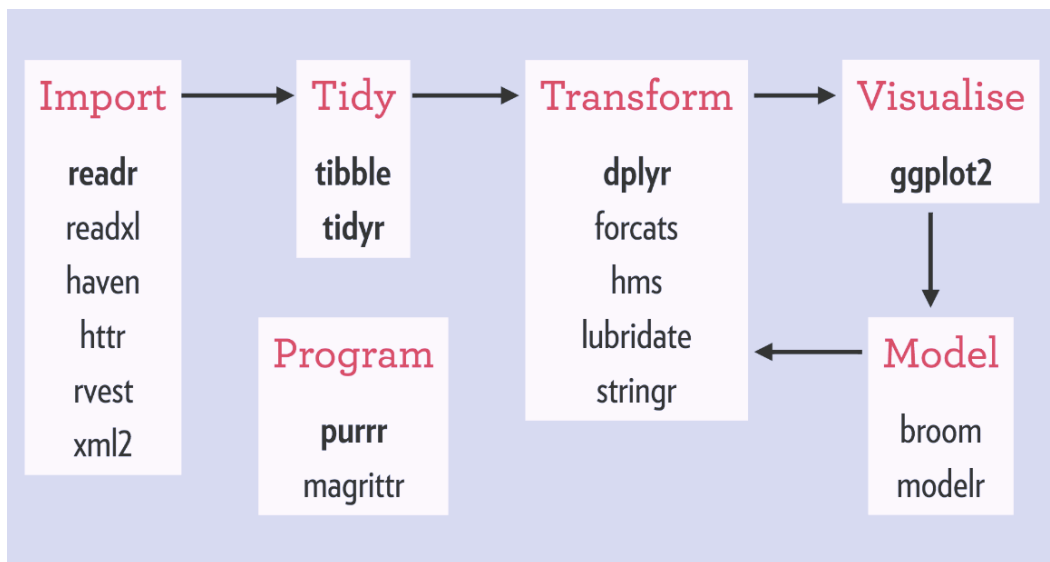 Import
readr
readxl
haven
httr
rvest
xml2
Tidy
tibble
tidyr
Program
purrr
magrittr
Transform
dplyr
forcats
hms
lubridate
stringr
Visualise
ggplot2
Model
broom
modelr